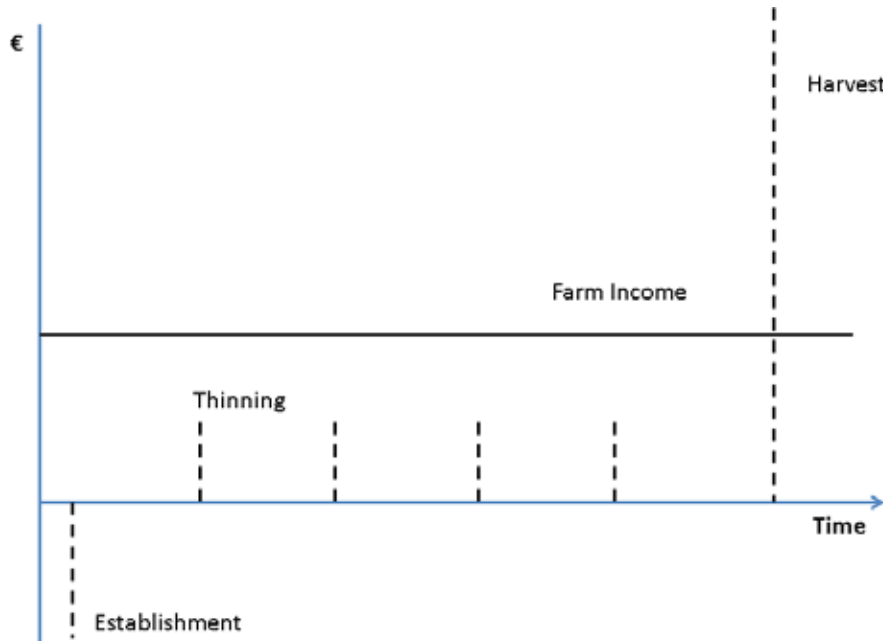 €
Harvest
Farm Income
Thinning
Time
Establishment